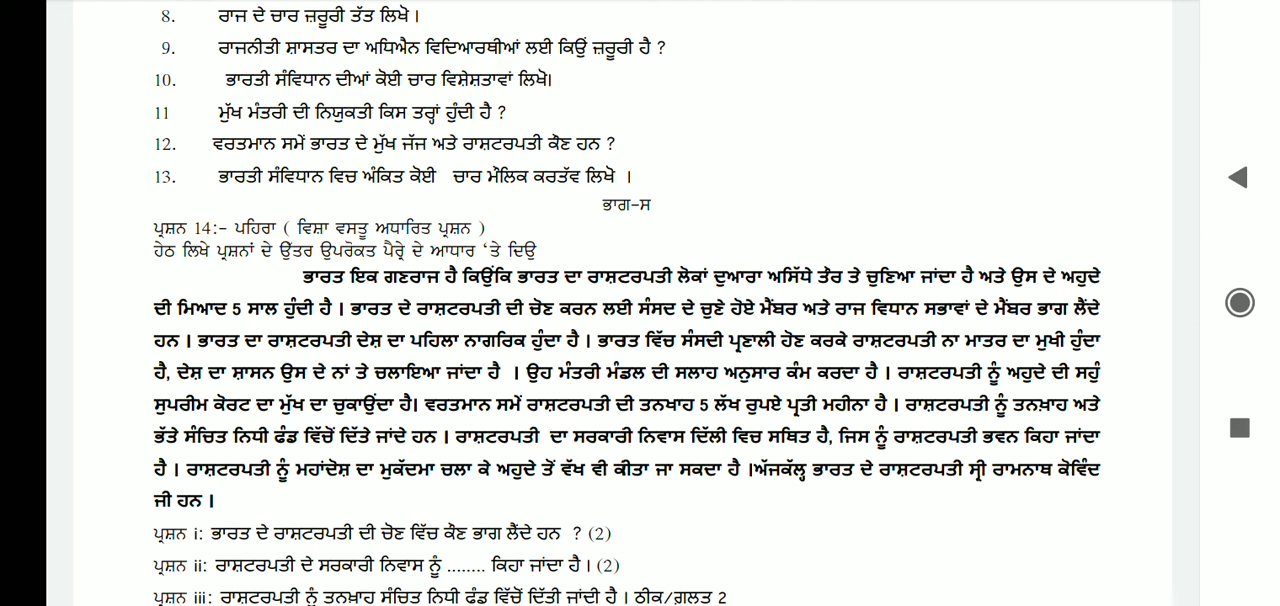 8. ਰਾਜ ਦੇ ਚਾਰ ਜ਼ਰੂਰੀ ਤੱਤ ਲਿਖੋ।
9. ਰਾਜਨੀਤੀ ਸ਼ਾਸਤਰ ਦਾ ਅਧਿਐਨ ਵਿਦਿਆਰਥੀਆਂ ਲਈ ਕਿਉਂ ਜ਼ਰੂਰੀ ਹੈ ?
10. ਭਾਰਤੀ ਸੰਵਿਧਾਨ ਦੀਆਂ ਕੋਈ ਚਾਰ ਵਿਸ਼ੇਸ਼ਤਾਵਾਂ ਲਿਖੋ।
11 ਮੁੱਖ ਮੰਤਰੀ ਦੀ ਨਿਯੁਕਤੀ ਕਿਸ ਤਰ੍ਹਾਂ ਹੁੰਦੀ ਹੈ ?
12. ਵਰਤਮਾਨ ਸਮੇਂ ਭਾਰਤ ਦੇ ਮੁੱਖ ਜੱਜ ਅਤੇ ਰਾਸ਼ਟਰਪਤੀ ਕੌਣ ਹਨ ?
13. ਭਾਰਤੀ ਸੰਵਿਧਾਨ ਵਿਚ ਅੰਕਿਤ ਕੋਈ ਚਾਰ ਮੌਲਿਕ ਕਰਤੱਵ ਲਿਖੋ ।
ਭਾਗ-ਸ
ਪ੍ਰਸ਼ਨ 14:- ਪਹਿਰਾ ( ਵਿਸ਼ਾ ਵਸਤੂ ਅਧਾਰਿਤ ਪ੍ਰਸ਼ਨ )
ਹੇਠ ਲਿਖੇ ਪ੍ਰਸ਼ਨਾਂ ਦੇ ਉੱਤਰ ਉਪਰੋਕਤ ਪੈਰ੍ਹੇ ਦੇ ਆਧਾਰ 'ਤੇ ਦਿਉ
ਭਾਰਤ ਇਕ ਗਣਰਾਜ ਹੈ ਕਿਉਂਕਿ ਭਾਰਤ ਦਾ ਰਾਸ਼ਟਰਪਤੀ ਲੋਕਾਂ ਦੁਆਰਾ ਅਸਿੱਧੇ ਤੌਰ ਤੇ ਚੁਣਿਆ ਜਾਂਦਾ ਹੈ ਅਤੇ ਉਸ ਦੇ ਅਹੁਦੇ
ਦੀ ਮਿਆਦ 5 ਸਾਲ ਹੁੰਦੀ ਹੈ। ਭਾਰਤ ਦੇ ਰਾਸ਼ਟਰਪਤੀ ਦੀ ਚੋਣ ਕਰਨ ਲਈ ਸੰਸਦ ਦੇ ਚੁਣੇ ਹੋਏ ਮੈਂਬਰ ਅਤੇ ਰਾਜ ਵਿਧਾਨ ਸਭਾਵਾਂ ਦੇ ਮੈਂਬਰ ਭਾਗ ਲੈਂਦੇ
ਹਨ । ਭਾਰਤ ਦਾ ਰਾਸ਼ਟਰਪਤੀ ਦੇਸ਼ ਦਾ ਪਹਿਲਾ ਨਾਗਰਿਕ ਹੁੰਦਾ ਹੈ । ਭਾਰਤ ਵਿੱਚ ਸੰਸਦੀ ਪ੍ਰਣਾਲੀ ਹੋਣ ਕਰਕੇ ਰਾਸ਼ਟਰਪਤੀ ਨਾ ਮਾਤਰ ਦਾ ਮੁਖੀ ਹੁੰਦਾ
ਹੈ, ਦੇਸ਼ ਦਾ ਸ਼ਾਸਨ ਉਸ ਦੇ ਨਾਂ ਤੇ ਚਲਾਇਆ ਜਾਂਦਾ ਹੈ । ਉਹ ਮੰਤਰੀ ਮੰਡਲ ਦੀ ਸਲਾਹ ਅਨੁਸਾਰ ਕੰਮ ਕਰਦਾ ਹੈ । ਰਾਸ਼ਟਰਪਤੀ ਨੂੰ ਅਹੁਦੇ ਦੀ ਸਹੁੰ
ਸੁਪਰੀਮ ਕੋਰਟ ਦਾ ਮੁੱਖ ਦਾ ਚੁਕਾਉਂਦਾ ਹੈ। ਵਰਤਮਾਨ ਸਮੇਂ ਰਾਸ਼ਟਰਪਤੀ ਦੀ ਤਨਖਾਹ 5 ਲੱਖ ਰੁਪਏ ਪ੍ਰਤੀ ਮਹੀਨਾ ਹੈ । ਰਾਸ਼ਟਰਪਤੀ ਨੂੰ ਤਨਖ਼ਾਹ ਅਤੇ
ਭੱਤੇ ਸੰਚਿਤ ਨਿਧੀ ਫੰਡ ਵਿੱਚੋਂ ਦਿੱਤੇ ਜਾਂਦੇ ਹਨ । ਰਾਸ਼ਟਰਪਤੀ ਦਾ ਸਰਕਾਰੀ ਨਿਵਾਸ ਦਿੱਲੀ ਵਿਚ ਸਥਿਤ ਹੈ, ਜਿਸ ਨੂੰ ਰਾਸ਼ਟਰਪਤੀ ਭਵਨ ਕਿਹਾ ਜਾਂਦਾ
ਹੈ । ਰਾਸ਼ਟਰਪਤੀ ਨੂੰ ਮਹਾਂਦੋਸ਼ ਦਾ ਮੁਕੱਦਮਾ ਚਲਾ ਕੇ ਅਹੁਦੇ ਤੋਂ ਵੱਖ ਵੀ ਕੀਤਾ ਜਾ ਸਕਦਾ ਹੈ ।ਅੱਜਕੱਲ੍ਹ ਭਾਰਤ ਦੇ ਰਾਸ਼ਟਰਪਤੀ ਸ੍ਰੀ ਰਾਮਨਾਥ ਕੋਵਿੰਦ
ਜੀ ਹਨ ।
ਪ੍ਰਸ਼ਨ i: ਭਾਰਤ ਦੇ ਰਾਸ਼ਟਰਪਤੀ ਦੀ ਚੋਣ ਵਿੱਚ ਕੌਣ ਭਾਗ ਲੈਂਦੇ ਹਨ ? (2)
ਪ੍ਰਸ਼ਨ ii: ਰਾਸ਼ਟਰਪਤੀ ਦੇ ਸਰਕਾਰੀ ਨਿਵਾਸ ਨੂੰ ........ ਕਿਹਾ ਜਾਂਦਾ ਹੈ। (2)
ਪ੍ਰਸ਼ਨ iii: ਰਾਸ਼ਟਰਪਤੀ ਨੂੰ ਤਨਖ਼ਾਹ ਸੰਚਿਤ ਨਿਧੀ ਫੰਡ ਵਿੱਚੋਂ ਦਿੱਤੀ ਜਾਂਦੀ ਹੈ । ਠੀਕ/ਗ਼ਲਤ 2